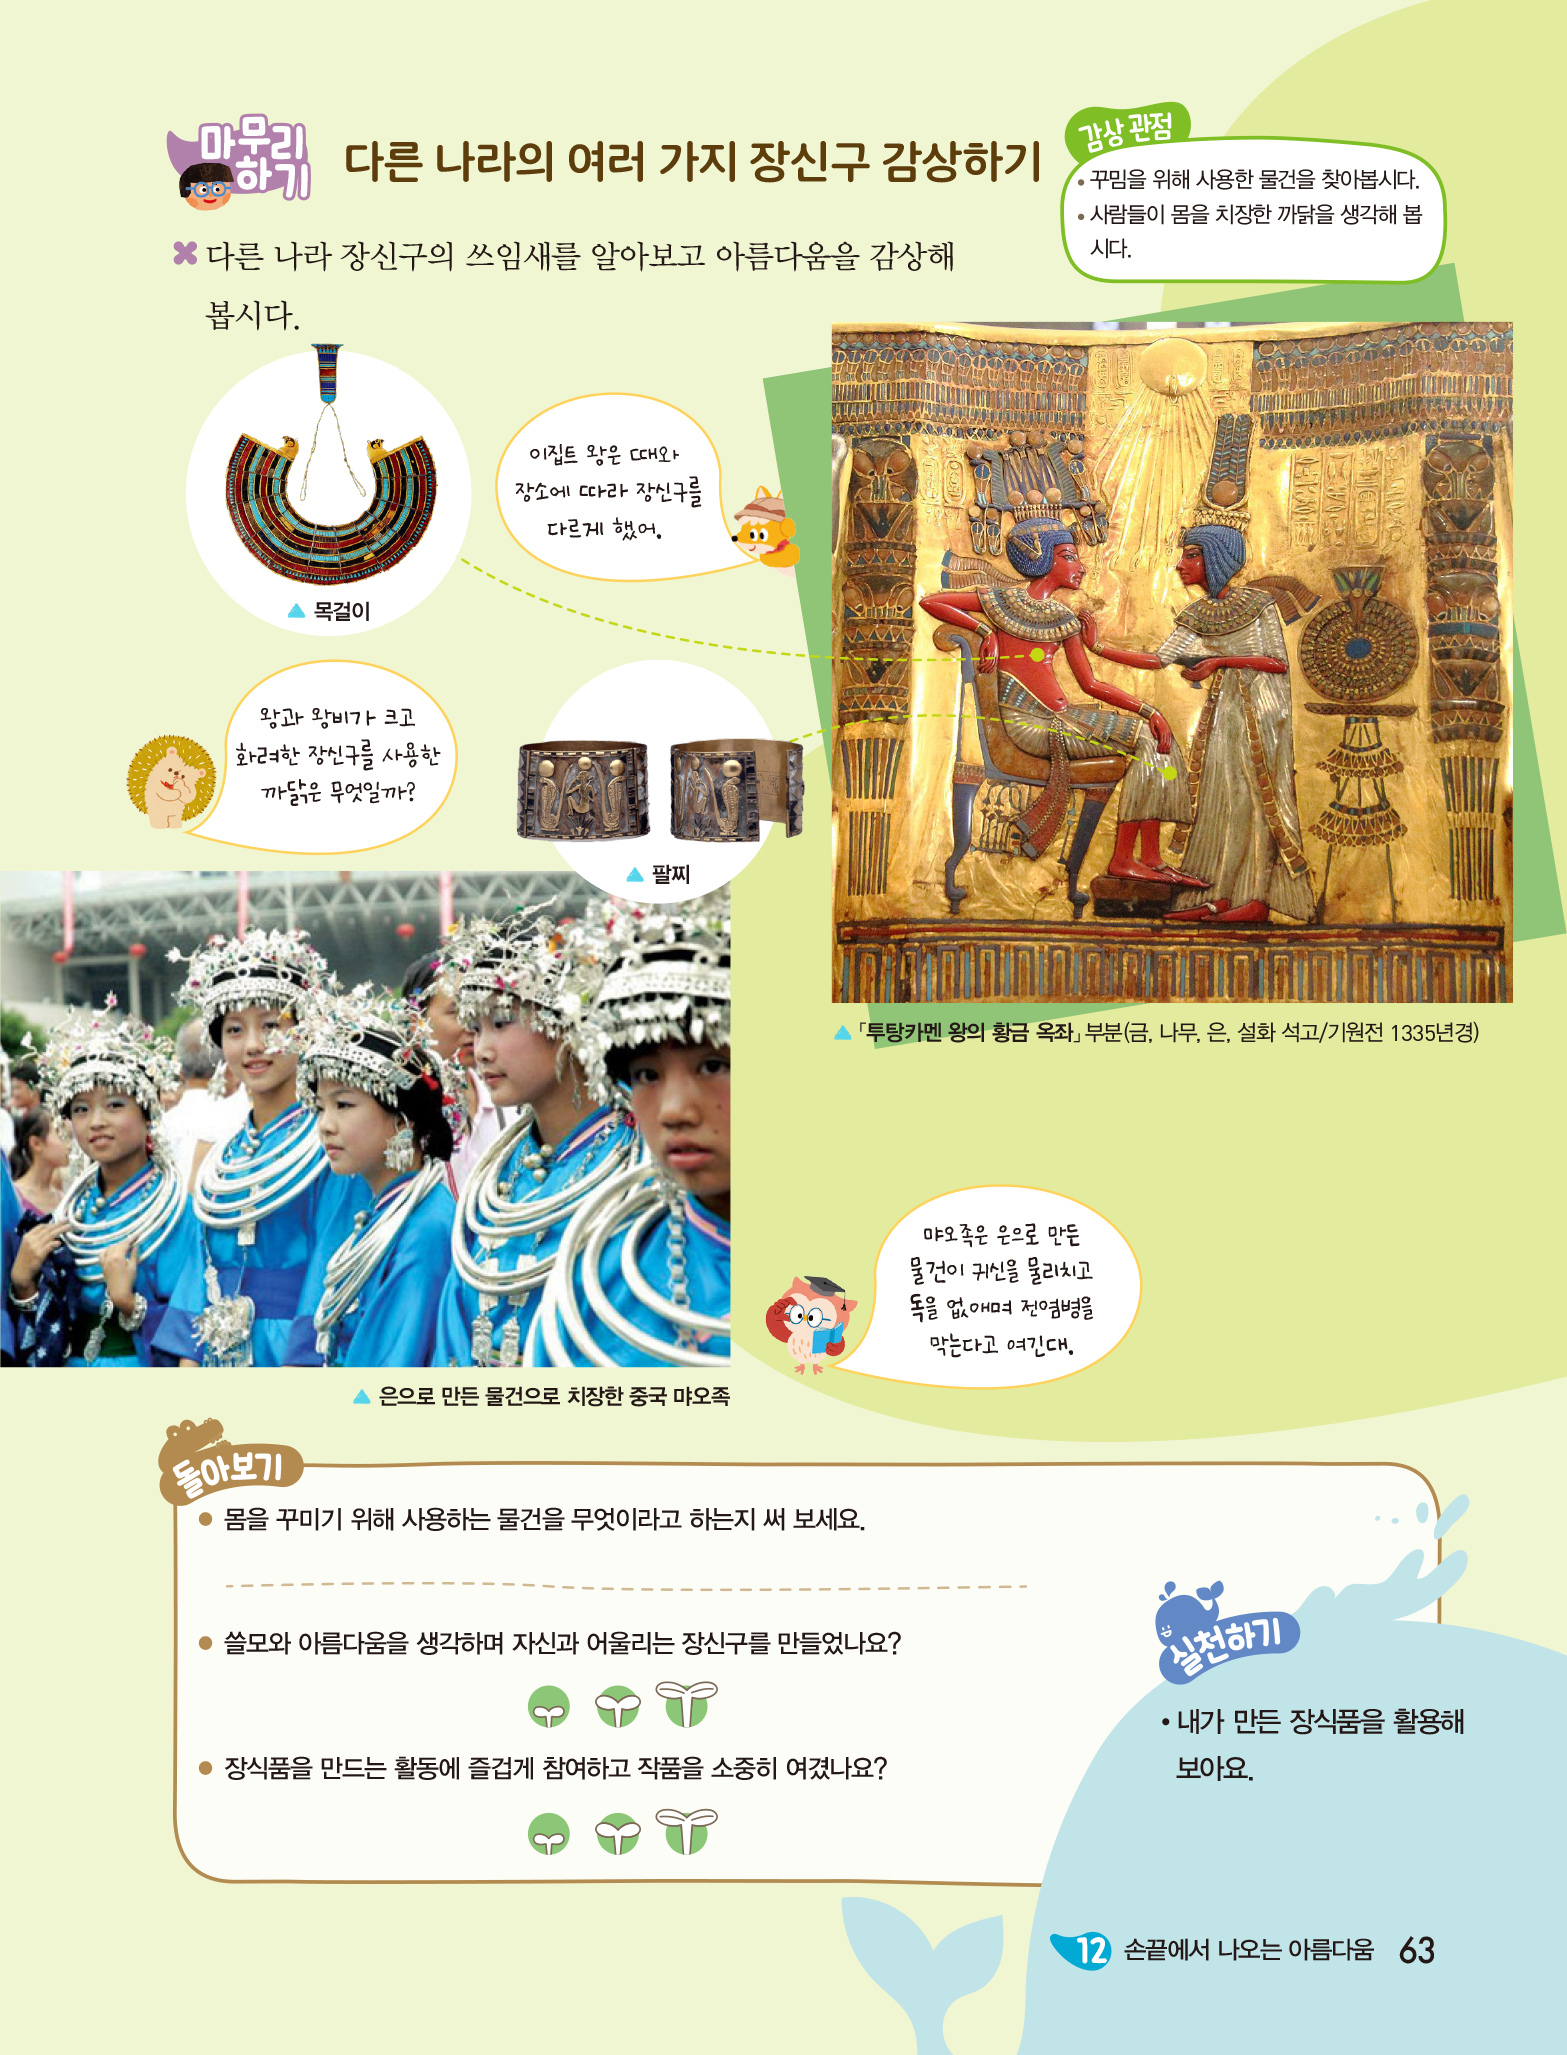 마무리
하기
다른 나라의 여러 가지 장신구 감상하기
감상 관점
• 꾸밈을 위해 사용한 물건을 찾아봅시다.
• 사람들이 몸을 치장한 까닭을 생각해 봅
시다.
다른 나라 장신구의 쓰임새를 알아보고 아름다움을 감상해
봅시다.
이집트 왕은 때와
장소에 따라 장신구를
다르게 했어.
▲ 목걸이
왕과 왕비가 크고
화려한 장신구를 사용한
까닭은 무엇일까?
▲ 팔찌
▲ 「투탕카멘 왕의 황금 옥좌」 부분(금, 나무, 은, 설화 석고/기원전 1335년경)
먀오족은 은으로 만든
물건이 귀신을 물리치고
독을 없애며 전염병을
막는다고 여긴대.
▲ 은으로 만든 물건으로 치장한 중국 먀오족
돌아보기
● 몸을 꾸미기 위해 사용하는 물건을 무엇이라고 하는지 써 보세요.
● 쓸모와 아름다움을 생각하며 자신과 어울리는 장신구를 만들었나요?
● 장식품을 만드는 활동에 즐겁게 참여하고 작품을 소중히 여겼나요?
실천하기
• 내가 만든 장식품을 활용해
보아요.
12 손끝에서 나오는 아름다움 63